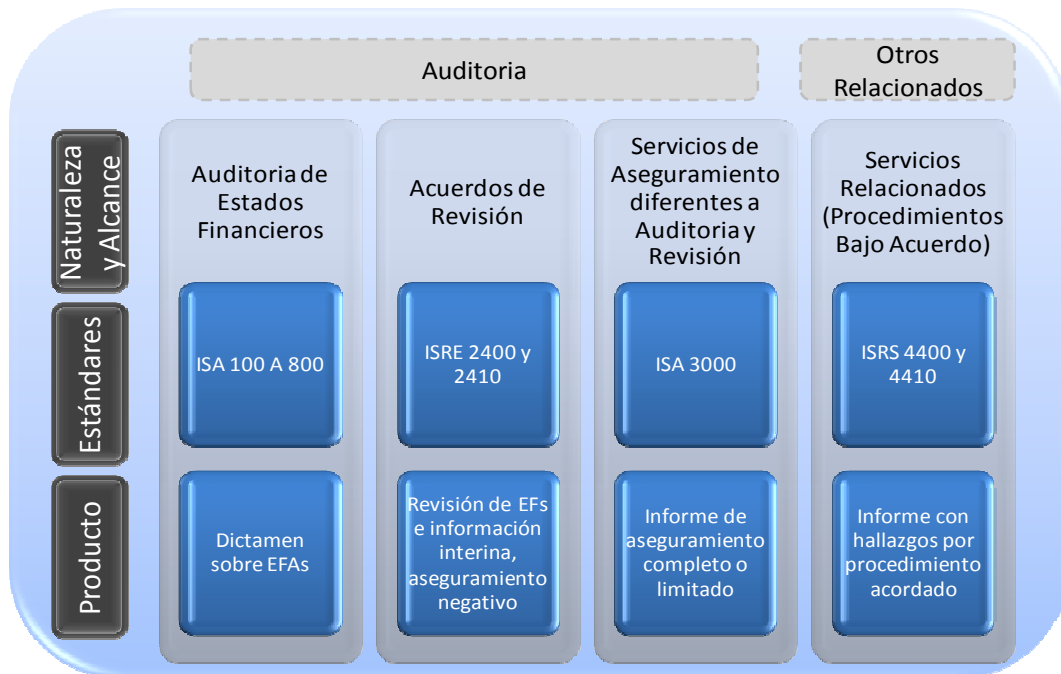 Auditoria
Otros
Relacionados
Naturaleza
y Alcance
Auditoria de
Estados
Financieros
Acuerdos de
Revisión
Servicios de
Aseguramiento
diferentes a
Auditoria y
Revisión
Servicios
Relacionados
(Procedimientos
Bajo Acuerdo)
Estándares
ISA 100 A 800
ISRE 2400 y
2410
ISA 3000
ISRS 4400 y
4410
Producto
Dictamen
sobre EFAs
Revisión de EFs
e información
interina,
aseguramiento
negativo
Informe de
aseguramiento
completo o
limitado
Informe con
hallazgos por
procedimiento
acordado